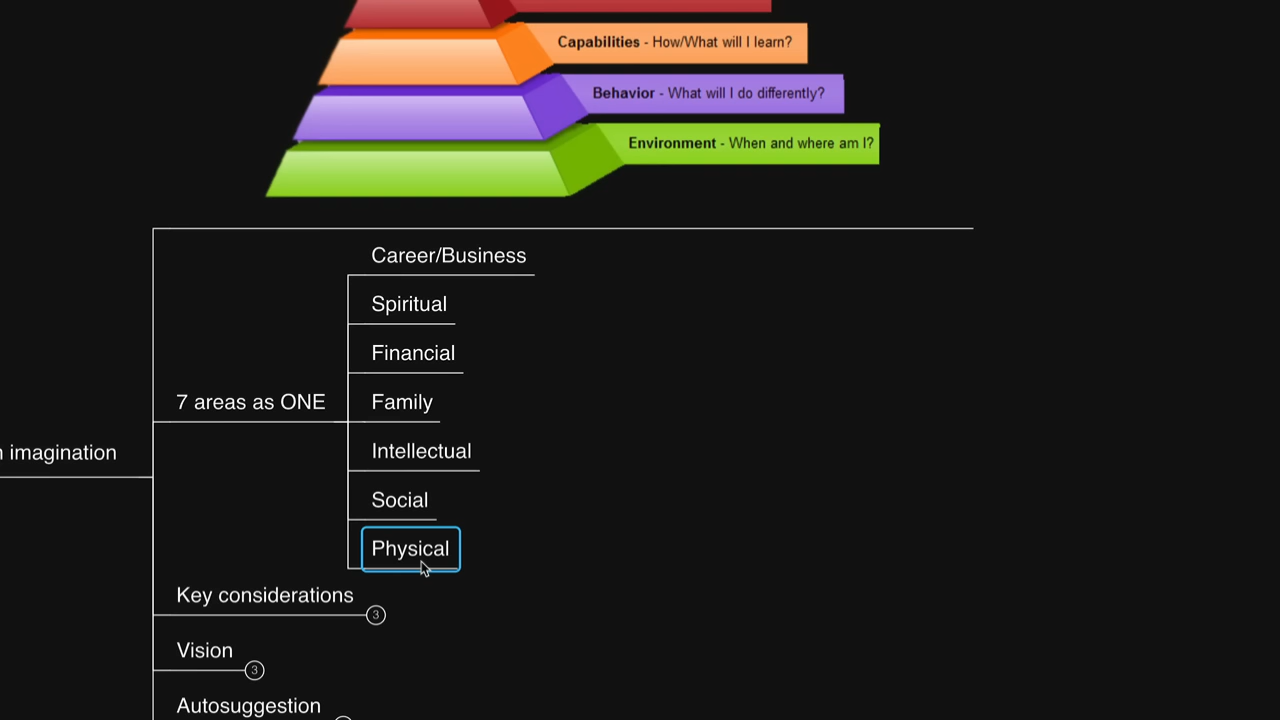 Capabilities - How/What will I learn?
Behavior - What will I do differently?
Environment - When and where am I?
Career/Business
Spiritual
Financial
7 areas as ONE
Family
imagination
Intellectual
Social
Physical
Key considerations
3
Vision
3
Autosuggestion